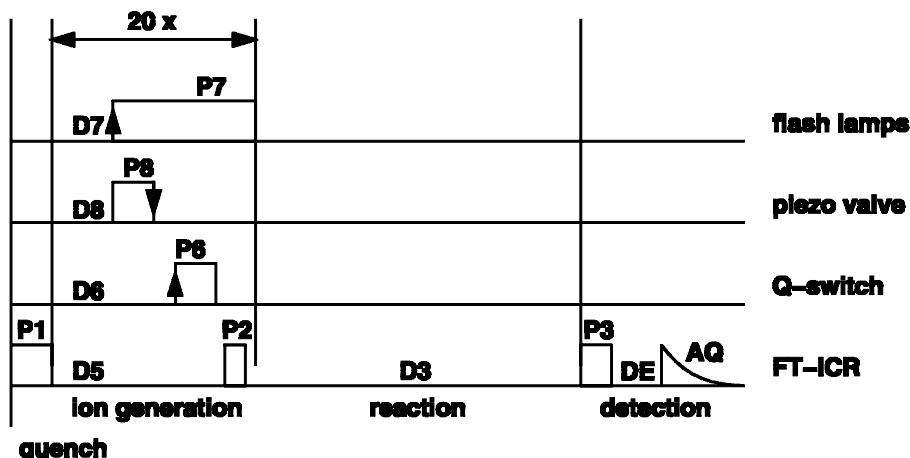 20 x
P7
D7
flash lamps
P8
D8
piezo valve
P6
D6
Q–switch
P1 P2 P3
D5 D3 DE AQ FT–ICR
ion generation reaction detection
quench